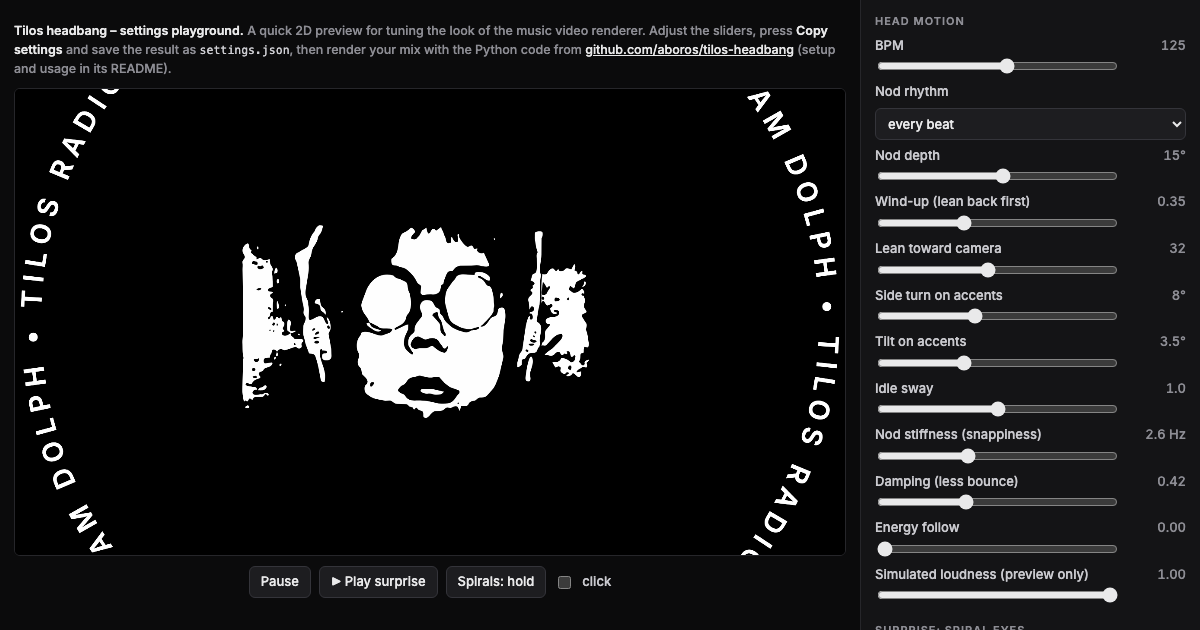 Tilos headbang – settings playground. A quick 2D preview for tuning the look of the music video renderer. Adjust the sliders, press Copy
settings and save the result as settings.json, then render your mix with the Python code from github.com/aboros/tilos-headbang (setup
and usage in its README).
AM DOLPH • TILOS RADIO
AM DOLPH • TILOS RADIO
Pause
▶ Play surprise
Spirals: hold
click
HEAD MOTION
BPM 125
Nod rhythm
every beat
Nod depth 15°
Wind-up (lean back first) 0.35
Lean toward camera 32
Side turn on accents 8°
Tilt on accents 3.5°
Idle sway 1.0
Nod stiffness (snappiness) 2.6 Hz
Damping (less bounce) 0.42
Energy follow 0.00
Simulated loudness (preview only) 1.00
SURPRISE: SPIRAL EYES